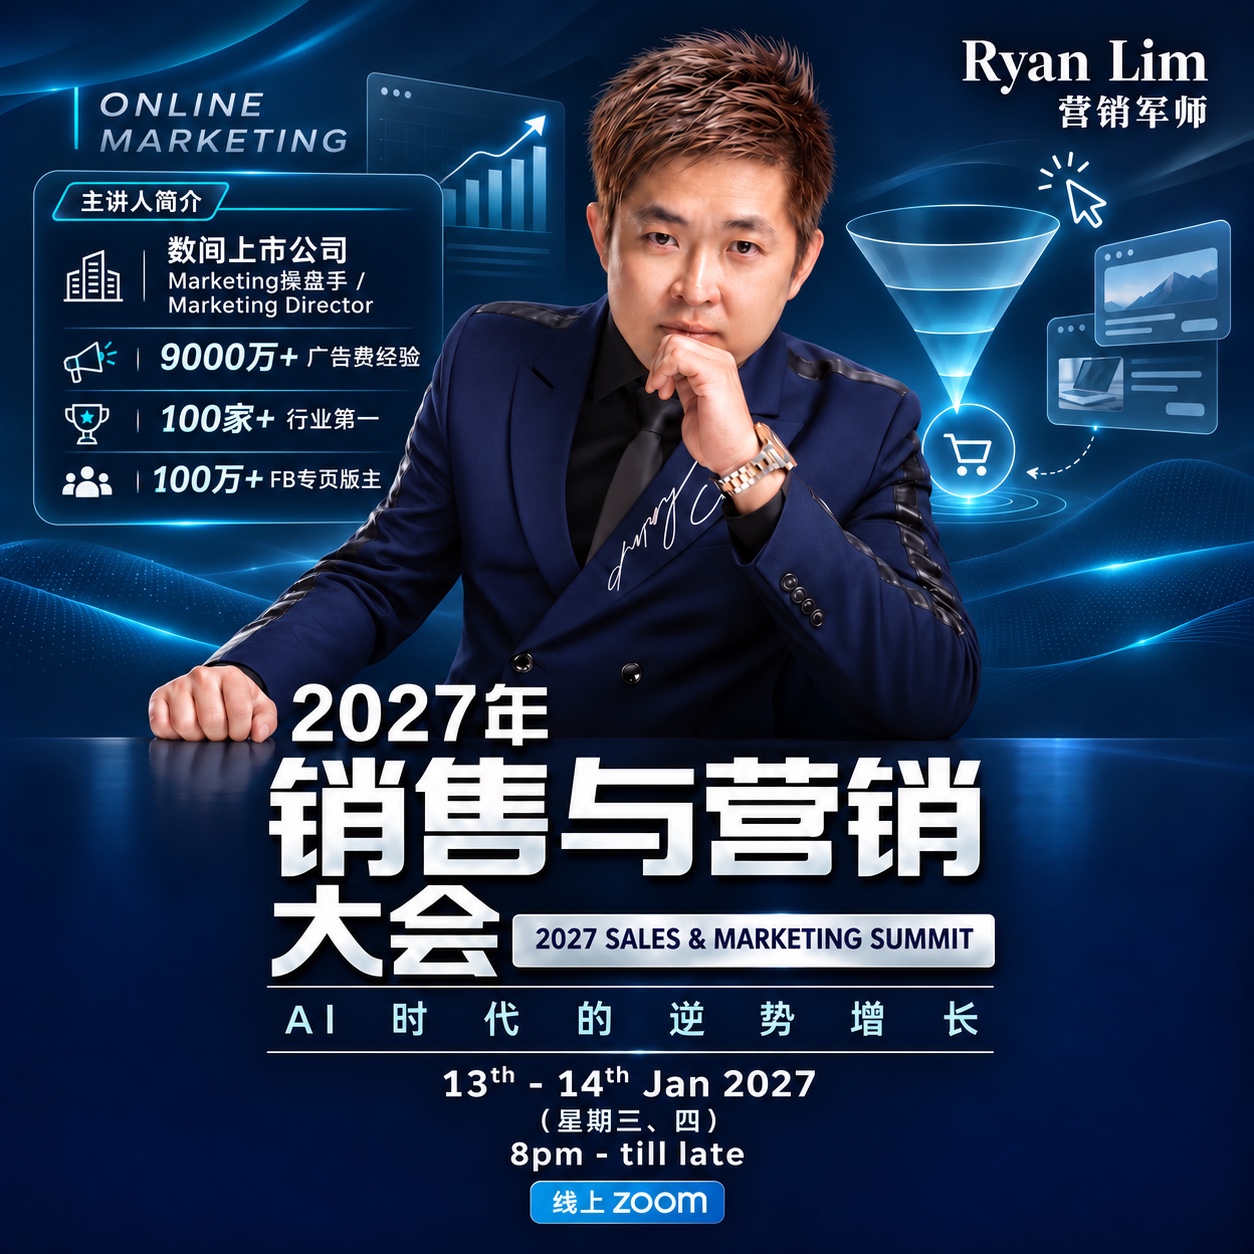 ONLINE
MARKETING
主讲人简介
数间上市公司
Marketing操盘手 /
Marketing Director
9000万+ 广告费经验
100家+ 行业第一
100万+ FB专页版主
Ryan Lim
营销军师
2027年
销售与营销
大会
2027 SALES & MARKETING SUMMIT
AI时代的逆势增长
13th - 14th Jan 2027
（星期三、四）
8pm - till late
线上 zoom